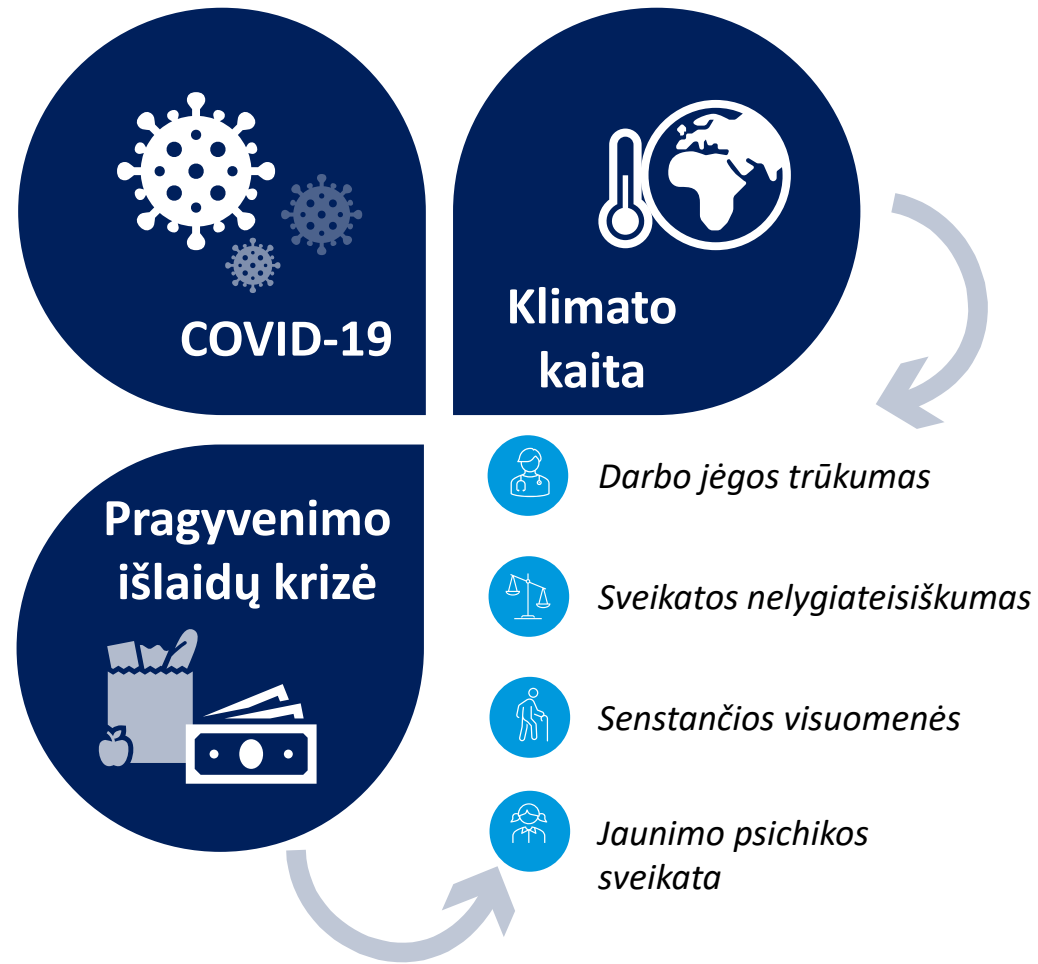 COVID-19
Klimato
kaita
Pragyvenimo
išlaidų krizė
Darbo jėgos trūkumas
Sveikatos nelygiateisiškumas
Senstančios visuomenės
Jaunimo psichikos
sveikata